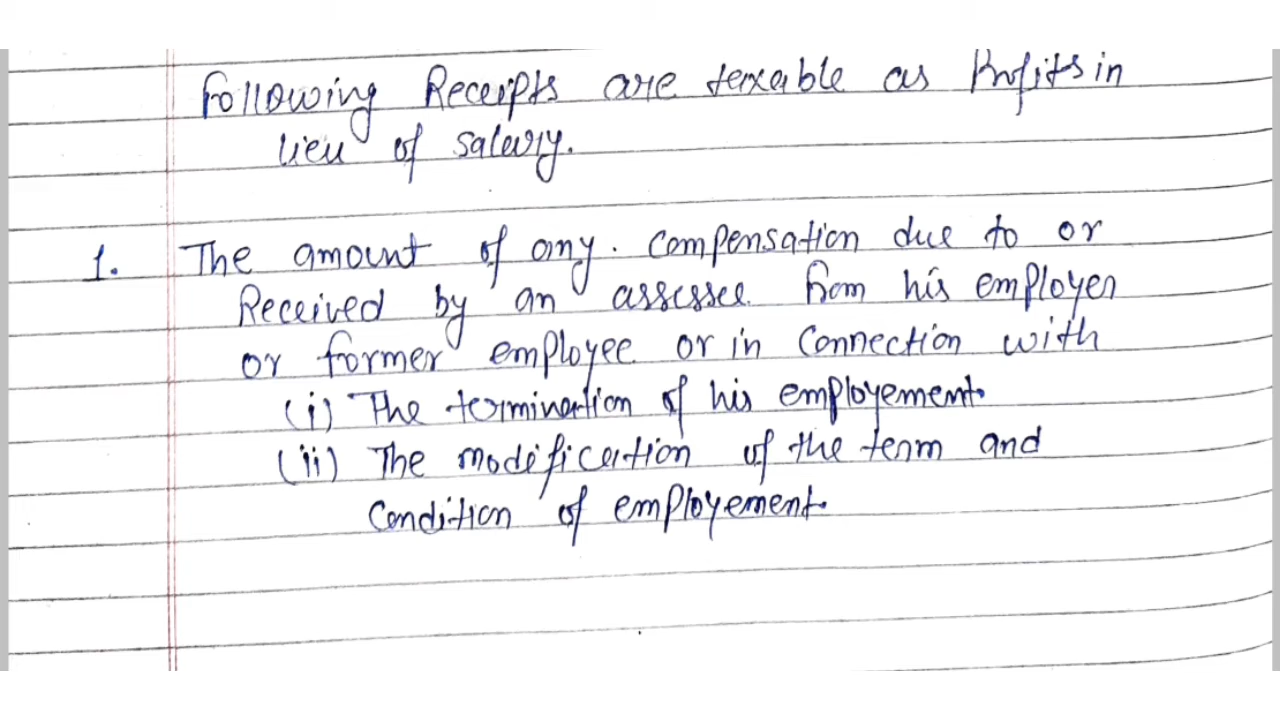 Following Receipts are taxable as Profits in
lieu of salary.
1. The amount of any. compensation due to or
Received by an assessee from his employer
or former employee or in connection with
(i) The termination of his employement.
(ii) The modification of the term and
condition of employement.